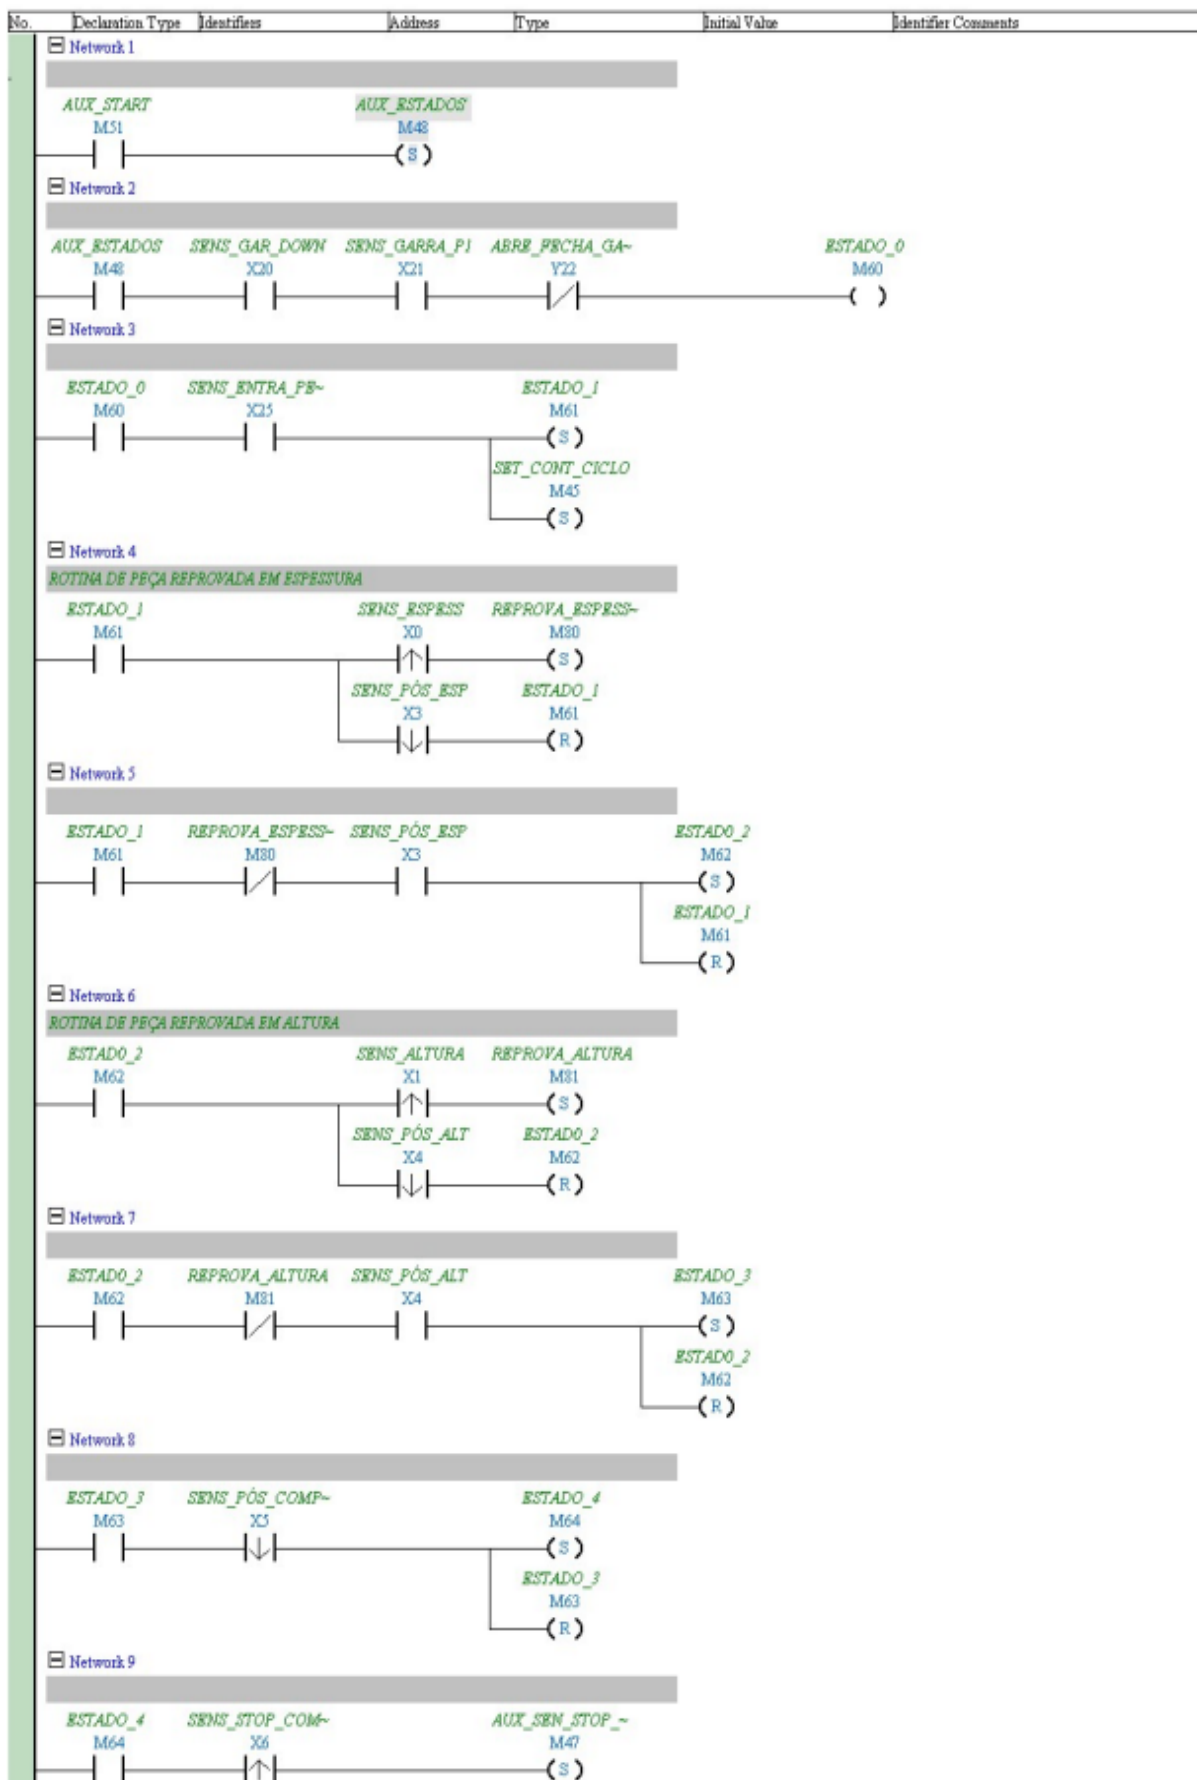 No. Declaration Type Identifiers Address Type Initial Value Identifier Comments
Network 1
AUX_START AUX_ESTADOS
M51 M48
S
Network 2
AUX_ESTADOS SENS_GAR_DOWN SENS_GARRA_P1 ABRE_FECHA_GA~ ESTADO_0
M48 X20 X21 Y22 M60
Network 3
ESTADO_0 SENS_ENTRA_PE~ ESTADO_1
M60 X25 M61
S
SET_CONT_CICLO
M45
S
Network 4
ROTINA DE PEÇA REPROVADA EM ESPESSURA
ESTADO_1 SENS_ESPESS REPROVA_ESPESS~
M61 X0 M80
S
SENS_PÓS_ESP ESTADO_1
X3 M61
R
Network 5
ESTADO_1 REPROVA_ESPESS~ SENS_PÓS_ESP ESTAD0_2
M61 M80 X3 M62
S
ESTADO_1
M61
R
Network 6
ROTINA DE PEÇA REPROVADA EM ALTURA
ESTAD0_2 SENS_ALTURA REPROVA_ALTURA
M62 X1 M81
S
SENS_PÓS_ALT ESTAD0_2
X4 M62
R
Network 7
ESTAD0_2 REPROVA_ALTURA SENS_PÓS_ALT ESTADO_3
M62 M81 X4 M63
S
ESTAD0_2
M62
R
Network 8
ESTADO_3 SENS_PÓS_COMP~ ESTADO_4
M63 X5 M64
S
ESTADO_3
M63
R
Network 9
ESTADO_4 SENS_STOP_COM~ AUX_SEN_STOP_~
M64 X6 M47
S